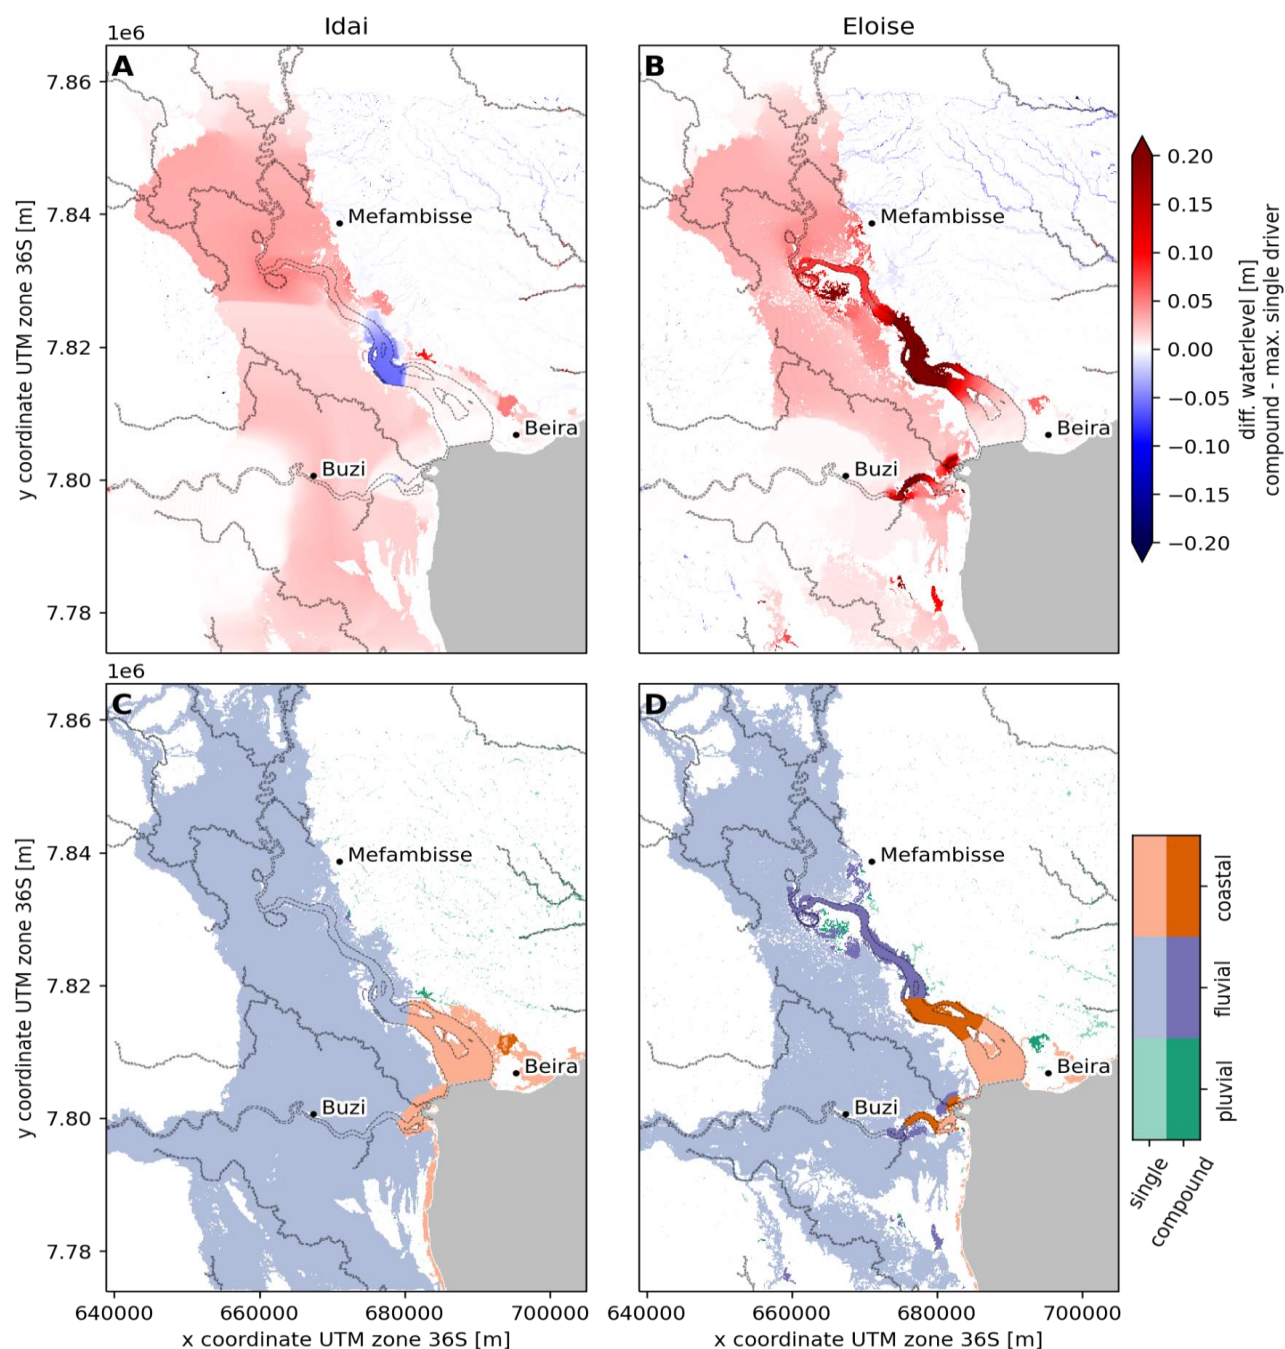 Idai
Eloise
1e6
A
B
7.86
7.84
7.82
7.80
7.78
y coordinate UTM zone 36S [m]
Mefambisse
Buzi
Beira
Mefambisse
Buzi
Beira
0.20
0.15
0.10
0.05
0.00
−0.05
−0.10
−0.15
−0.20
diff. waterlevel [m]
compound - max. single driver
1e6
C
D
7.86
7.84
7.82
7.80
7.78
y coordinate UTM zone 36S [m]
Mefambisse
Buzi
Beira
Mefambisse
Buzi
Beira
coastal
fluvial
pluvial
single
compound
640000 660000 680000 700000
640000 660000 680000 700000
x coordinate UTM zone 36S [m]
x coordinate UTM zone 36S [m]